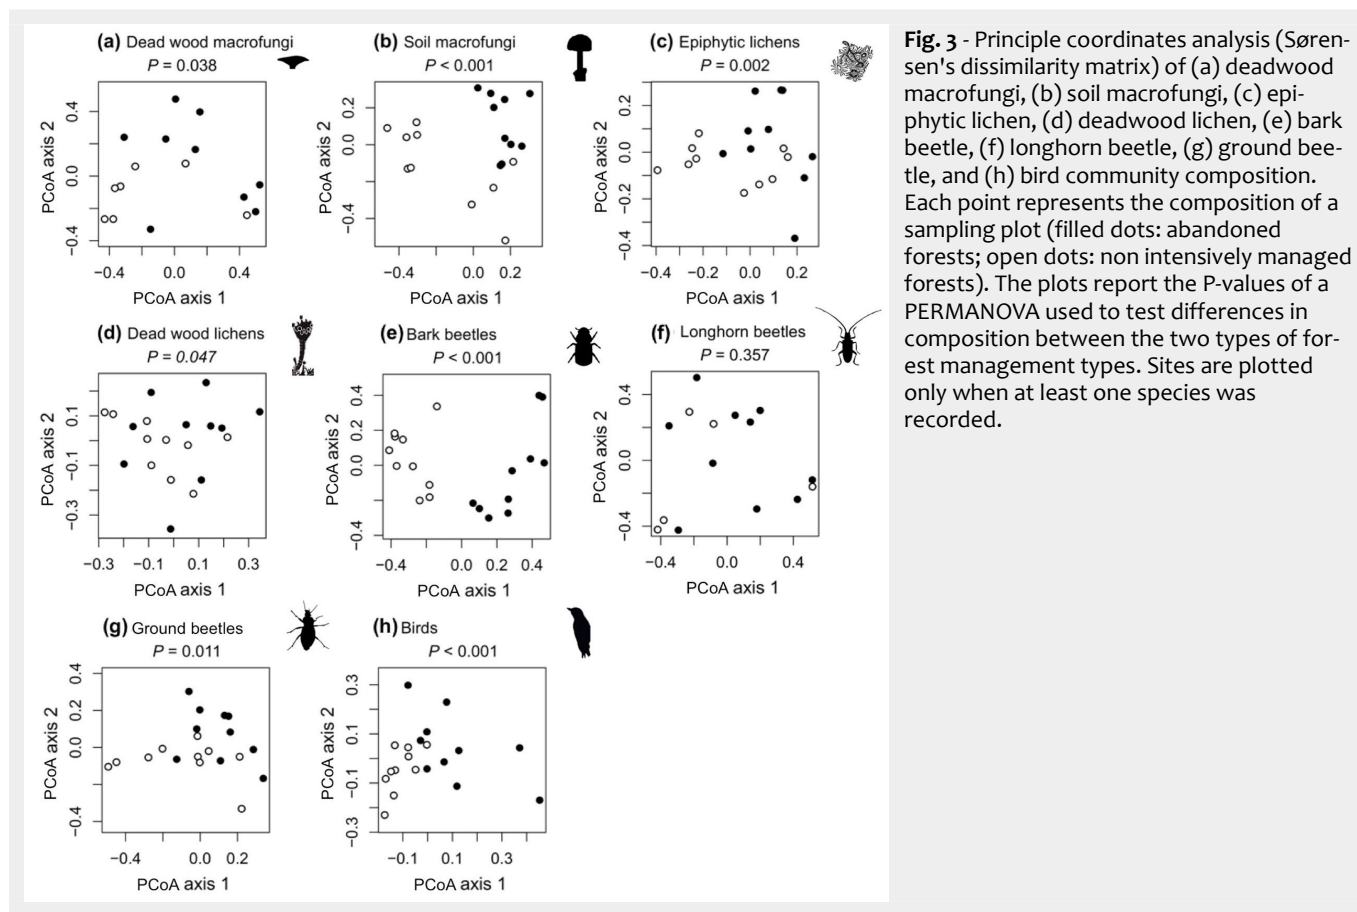 (a) Dead wood macrofungi
P = 0.038
PCoA axis 2
0.4
0.0
−0.4
−0.4
0.0
0.4
PCoA axis 1
(b) Soil macrofungi
P < 0.001
PCoA axis 2
0.2
0.0
−0.4
−0.4
0.0
0.2
PCoA axis 1
(c) Epiphytic lichens
P = 0.002
PCoA axis 2
0.2
0.0
−0.2
−0.4
−0.4
−0.2
0.0
0.2
PCoA axis 1
(d) Dead wood lichens
P = 0.047
PCoA axis 2
0.1
−0.1
−0.3
−0.3
−0.1
0.1
0.3
PCoA axis 1
(e) Bark beetles
P < 0.001
PCoA axis 2
0.4
0.2
0.0
−0.4
−0.4
0.0
0.2
0.4
PCoA axis 1
(f) Longhorn beetles
P = 0.357
PCoA axis 2
0.4
0.0
−0.4
−0.4
0.0
0.4
PCoA axis 1
(g) Ground beetles
P = 0.011
PCoA axis 2
0.4
0.2
0.0
−0.4
−0.4
0.0
0.2
PCoA axis 1
(h) Birds
P < 0.001
PCoA axis 2
0.3
0.1
−0.1
−0.3
−0.1
0.1
0.3
PCoA axis 1
Fig. 3 - Principle coordinates analysis (Søren-
sen's dissimilarity matrix) of (a) deadwood
macrofungi, (b) soil macrofungi, (c) epi-
phytic lichen, (d) deadwood lichen, (e) bark
beetle, (f) longhorn beetle, (g) ground bee-
tle, and (h) bird community composition.
Each point represents the composition of a
sampling plot (filled dots: abandoned
forests; open dots: non intensively managed
forests). The plots report the P-values of a
PERMANOVA used to test differences in
composition between the two types of for-
est management types. Sites are plotted
only when at least one species was
recorded.